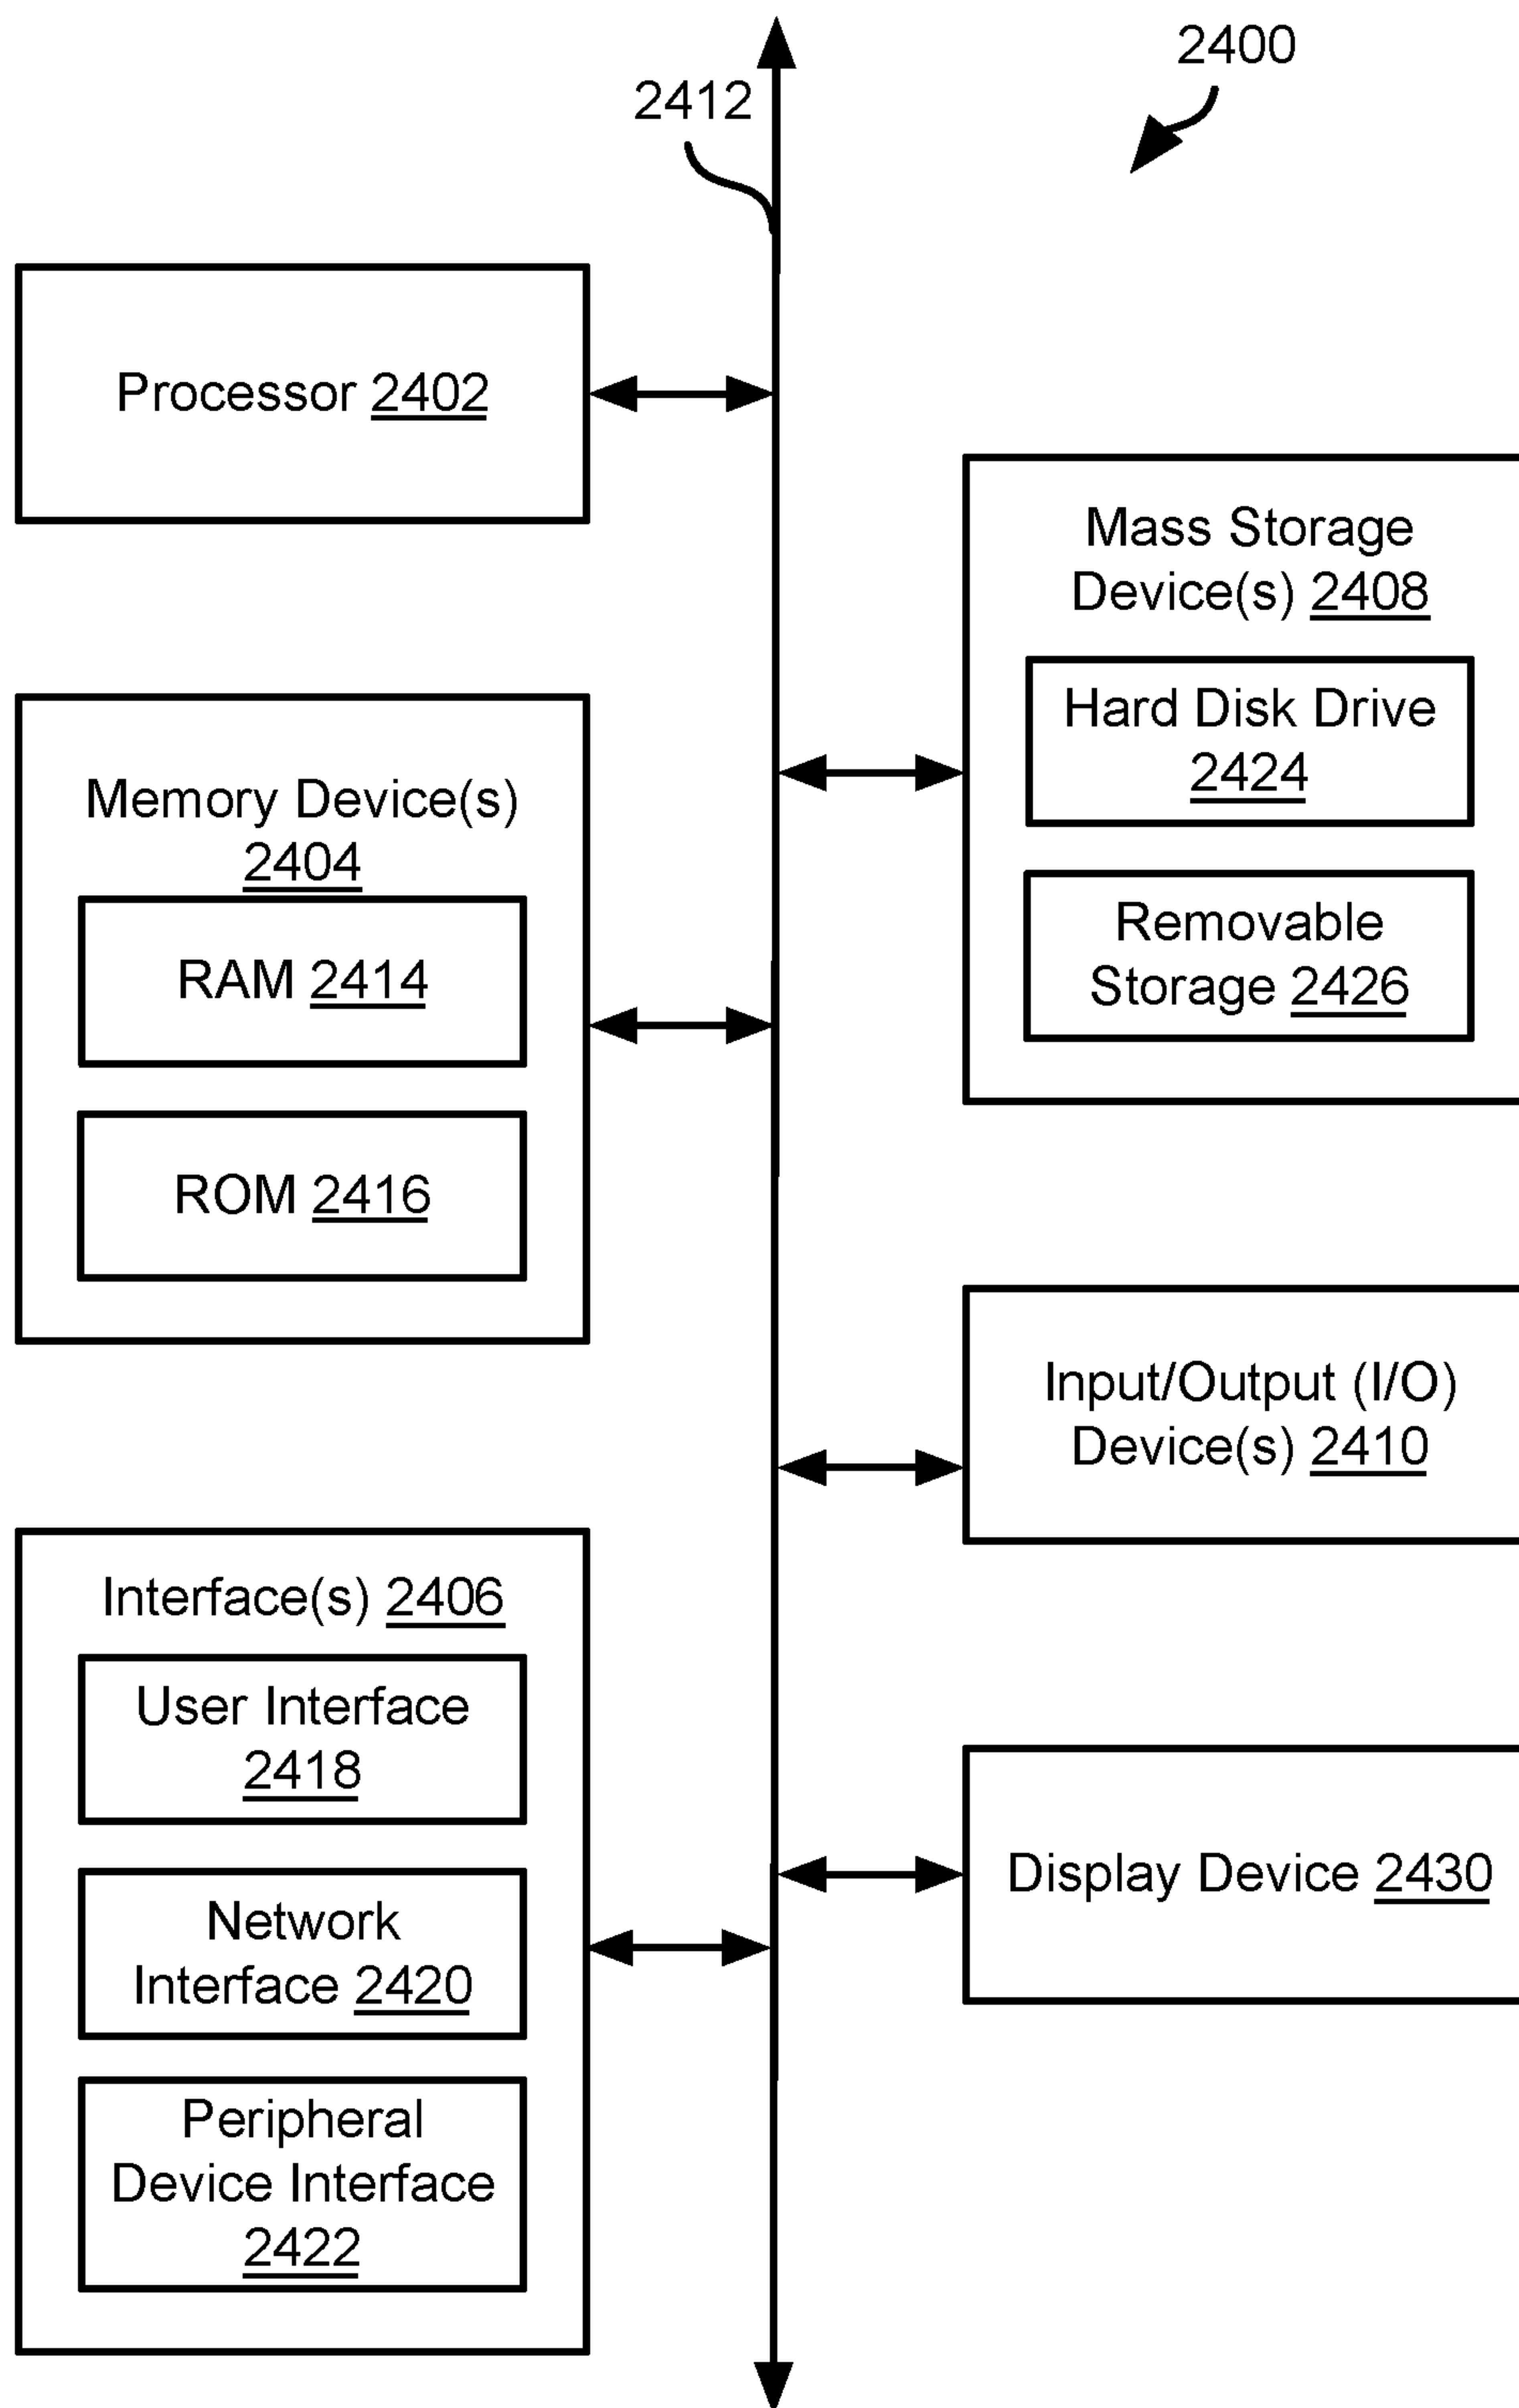 2400
2412
Processor 2402
Mass Storage
Device(s) 2408
Hard Disk Drive
2424
Removable
Storage 2426
Memory Device(s)
2404
RAM 2414
ROM 2416
Input/Output (I/O)
Device(s) 2410
Interface(s) 2406
User Interface
2418
Network
Interface 2420
Peripheral
Device Interface
2422
Display Device 2430